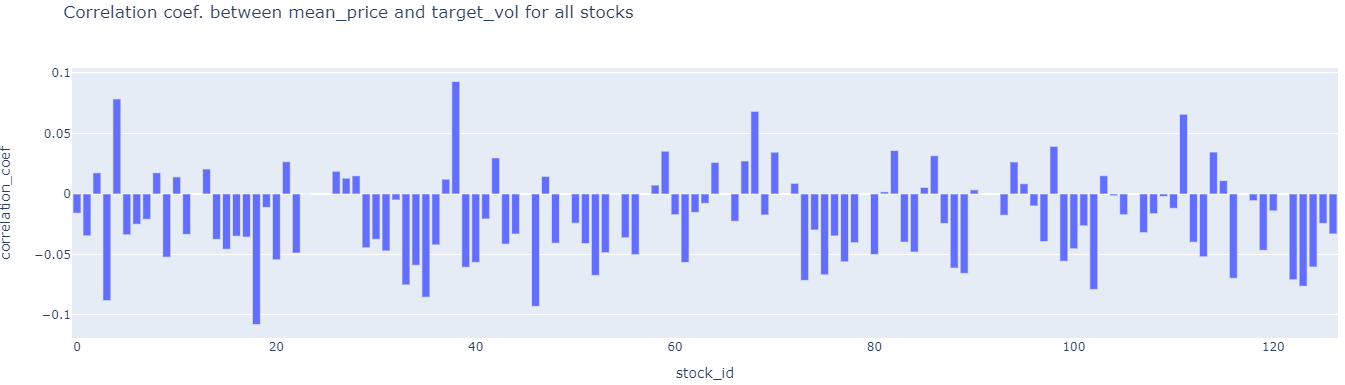 Correlation coef. between mean_price and target_vol for all stocks
correlation_coef
0.1
0.05
0
−0.05
−0.1
0 20 40 60 80 100 120
stock_id